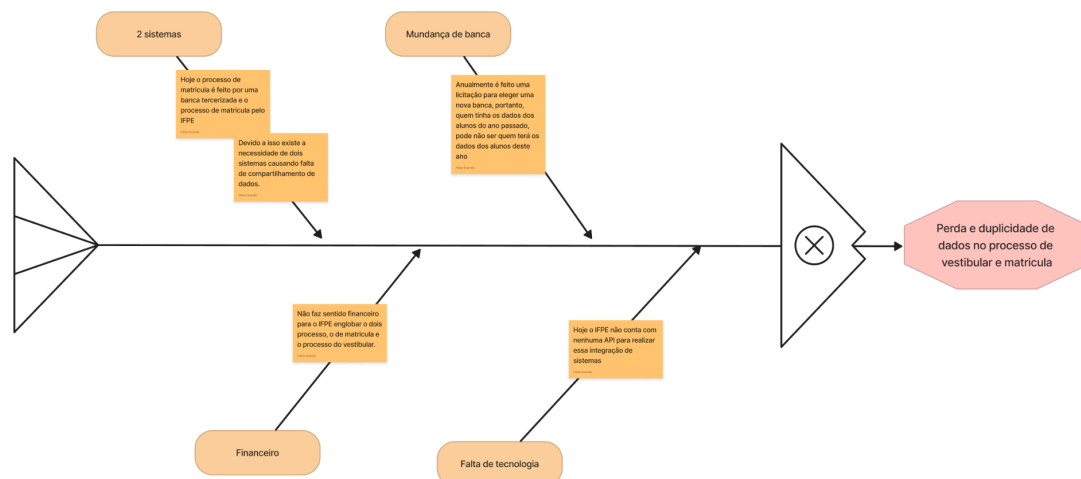 2 sistemas
Mundança de banca
Hoje o processo de
matricula é feito por uma
banca tercerizada e o
processo de matricula pelo
IFPE
Devido a isso existe a
necessidade de dois
sistemas causando falta
de compartilhamento de
dados.
Anualmente é feito uma
licitação para eleger uma
nova banca, portanto,
quem tinha os dados dos
alunos do ano passado,
pode não ser quem terá os
dados dos alunos deste
ano
Perda e duplicidade de
dados no processo de
vestibular e matricula
Não faz sentido financeiro
para o IFPE englobar o dois
processo, o de matricula e
o processo do vestibular.
Hoje o IFPE não conta com
nenhuma API para realizar
essa integração de
sistemas
Financeiro
Falta de tecnologia